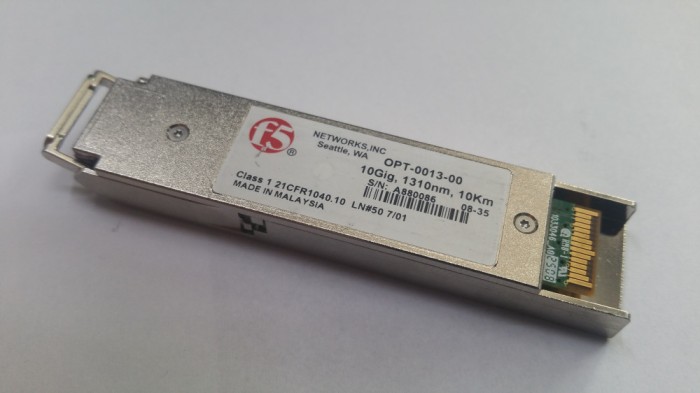 f5®
NETWORKS,INC
Seattle, WA
OPT-0013-00
10Gig, 1310nm, 10Km
S/N: A880086 08-35
Class 1 21CFR1040.10 LN#50 7/01
MADE IN MALAYSIA